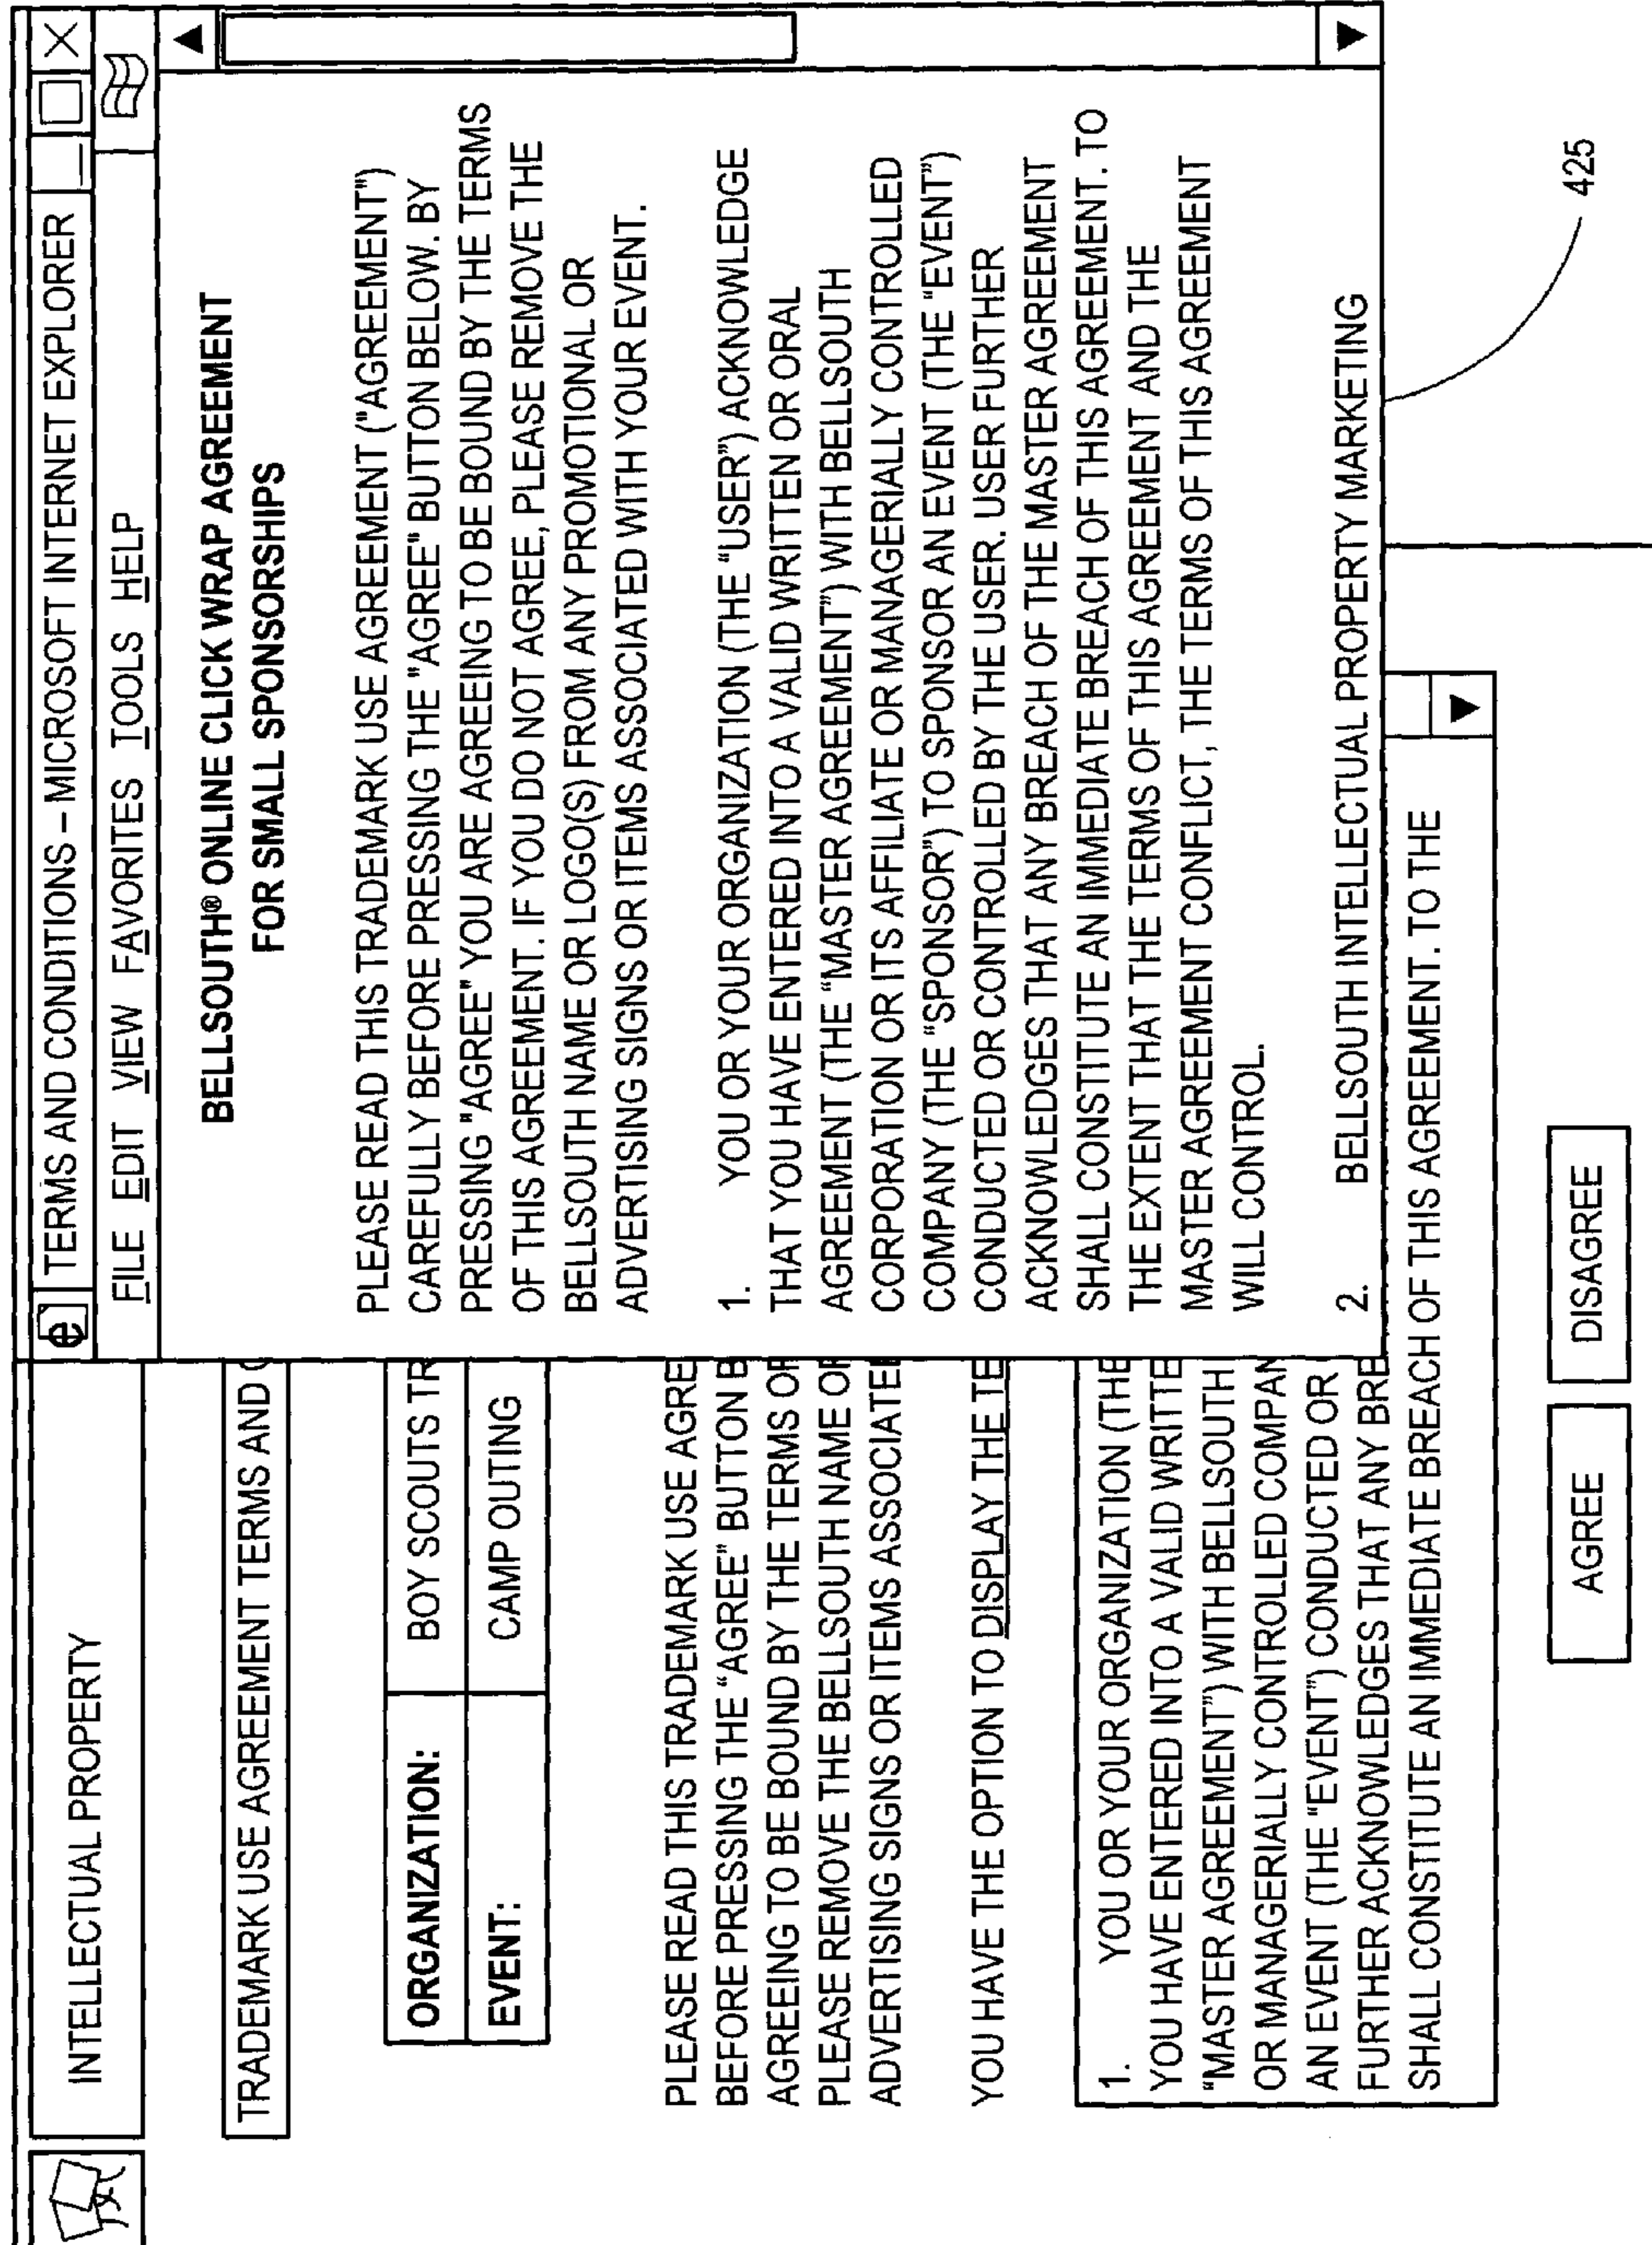 INTELLECTUAL PROPERTY
TRADEMARK USE AGREEMENT TERMS AND
ORGANIZATION: BOY SCOUTS TR
EVENT: CAMP OUTING
PLEASE READ THIS TRADEMARK USE AGRE
BEFORE PRESSING THE "AGREE" BUTTON B
AGREEING TO BE BOUND BY THE TERMS OF
PLEASE REMOVE THE BELLSOUTH NAME OR
ADVERTISING SIGNS OR ITEMS ASSOCIATE
YOU HAVE THE OPTION TO DISPLAY THE TE
1. YOU OR YOUR ORGANIZATION (THE
YOU HAVE ENTERED INTO A VALID WRITTE
"MASTER AGREEMENT") WITH BELLSOUTH
OR MANAGERIALLY CONTROLLED COMPAN
AN EVENT (THE "EVENT") CONDUCTED OR
FURTHER ACKNOWLEDGES THAT ANY BRE
SHALL CONSTITUTE AN IMMEDIATE BREACH OF THIS AGREEMENT. TO THE
AGREE DISAGREE
TERMS AND CONDITIONS – MICROSOFT INTERNET EXPLORER
FILE EDIT VIEW FAVORITES TOOLS HELP
BELLSOUTH® ONLINE CLICK WRAP AGREEMENT
FOR SMALL SPONSORSHIPS
PLEASE READ THIS TRADEMARK USE AGREEMENT ("AGREEMENT")
CAREFULLY BEFORE PRESSING THE "AGREE" BUTTON BELOW. BY
PRESSING "AGREE" YOU ARE AGREEING TO BE BOUND BY THE TERMS
OF THIS AGREEMENT. IF YOU DO NOT AGREE, PLEASE REMOVE THE
BELLSOUTH NAME OR LOGO(S) FROM ANY PROMOTIONAL OR
ADVERTISING SIGNS OR ITEMS ASSOCIATED WITH YOUR EVENT.
1. YOU OR YOUR ORGANIZATION (THE "USER") ACKNOWLEDGE
THAT YOU HAVE ENTERED INTO A VALID WRITTEN OR ORAL
AGREEMENT (THE "MASTER AGREEMENT") WITH BELLSOUTH
CORPORATION OR ITS AFFILIATE OR MANAGERIALLY CONTROLLED
COMPANY (THE "SPONSOR") TO SPONSOR AN EVENT (THE "EVENT")
CONDUCTED OR CONTROLLED BY THE USER. USER FURTHER
ACKNOWLEDGES THAT ANY BREACH OF THE MASTER AGREEMENT
SHALL CONSTITUTE AN IMMEDIATE BREACH OF THIS AGREEMENT. TO
THE EXTENT THAT THE TERMS OF THIS AGREEMENT AND THE
MASTER AGREEMENT CONFLICT, THE TERMS OF THIS AGREEMENT
WILL CONTROL.
2. BELLSOUTH INTELLECTUAL PROPERTY MARKETING
425